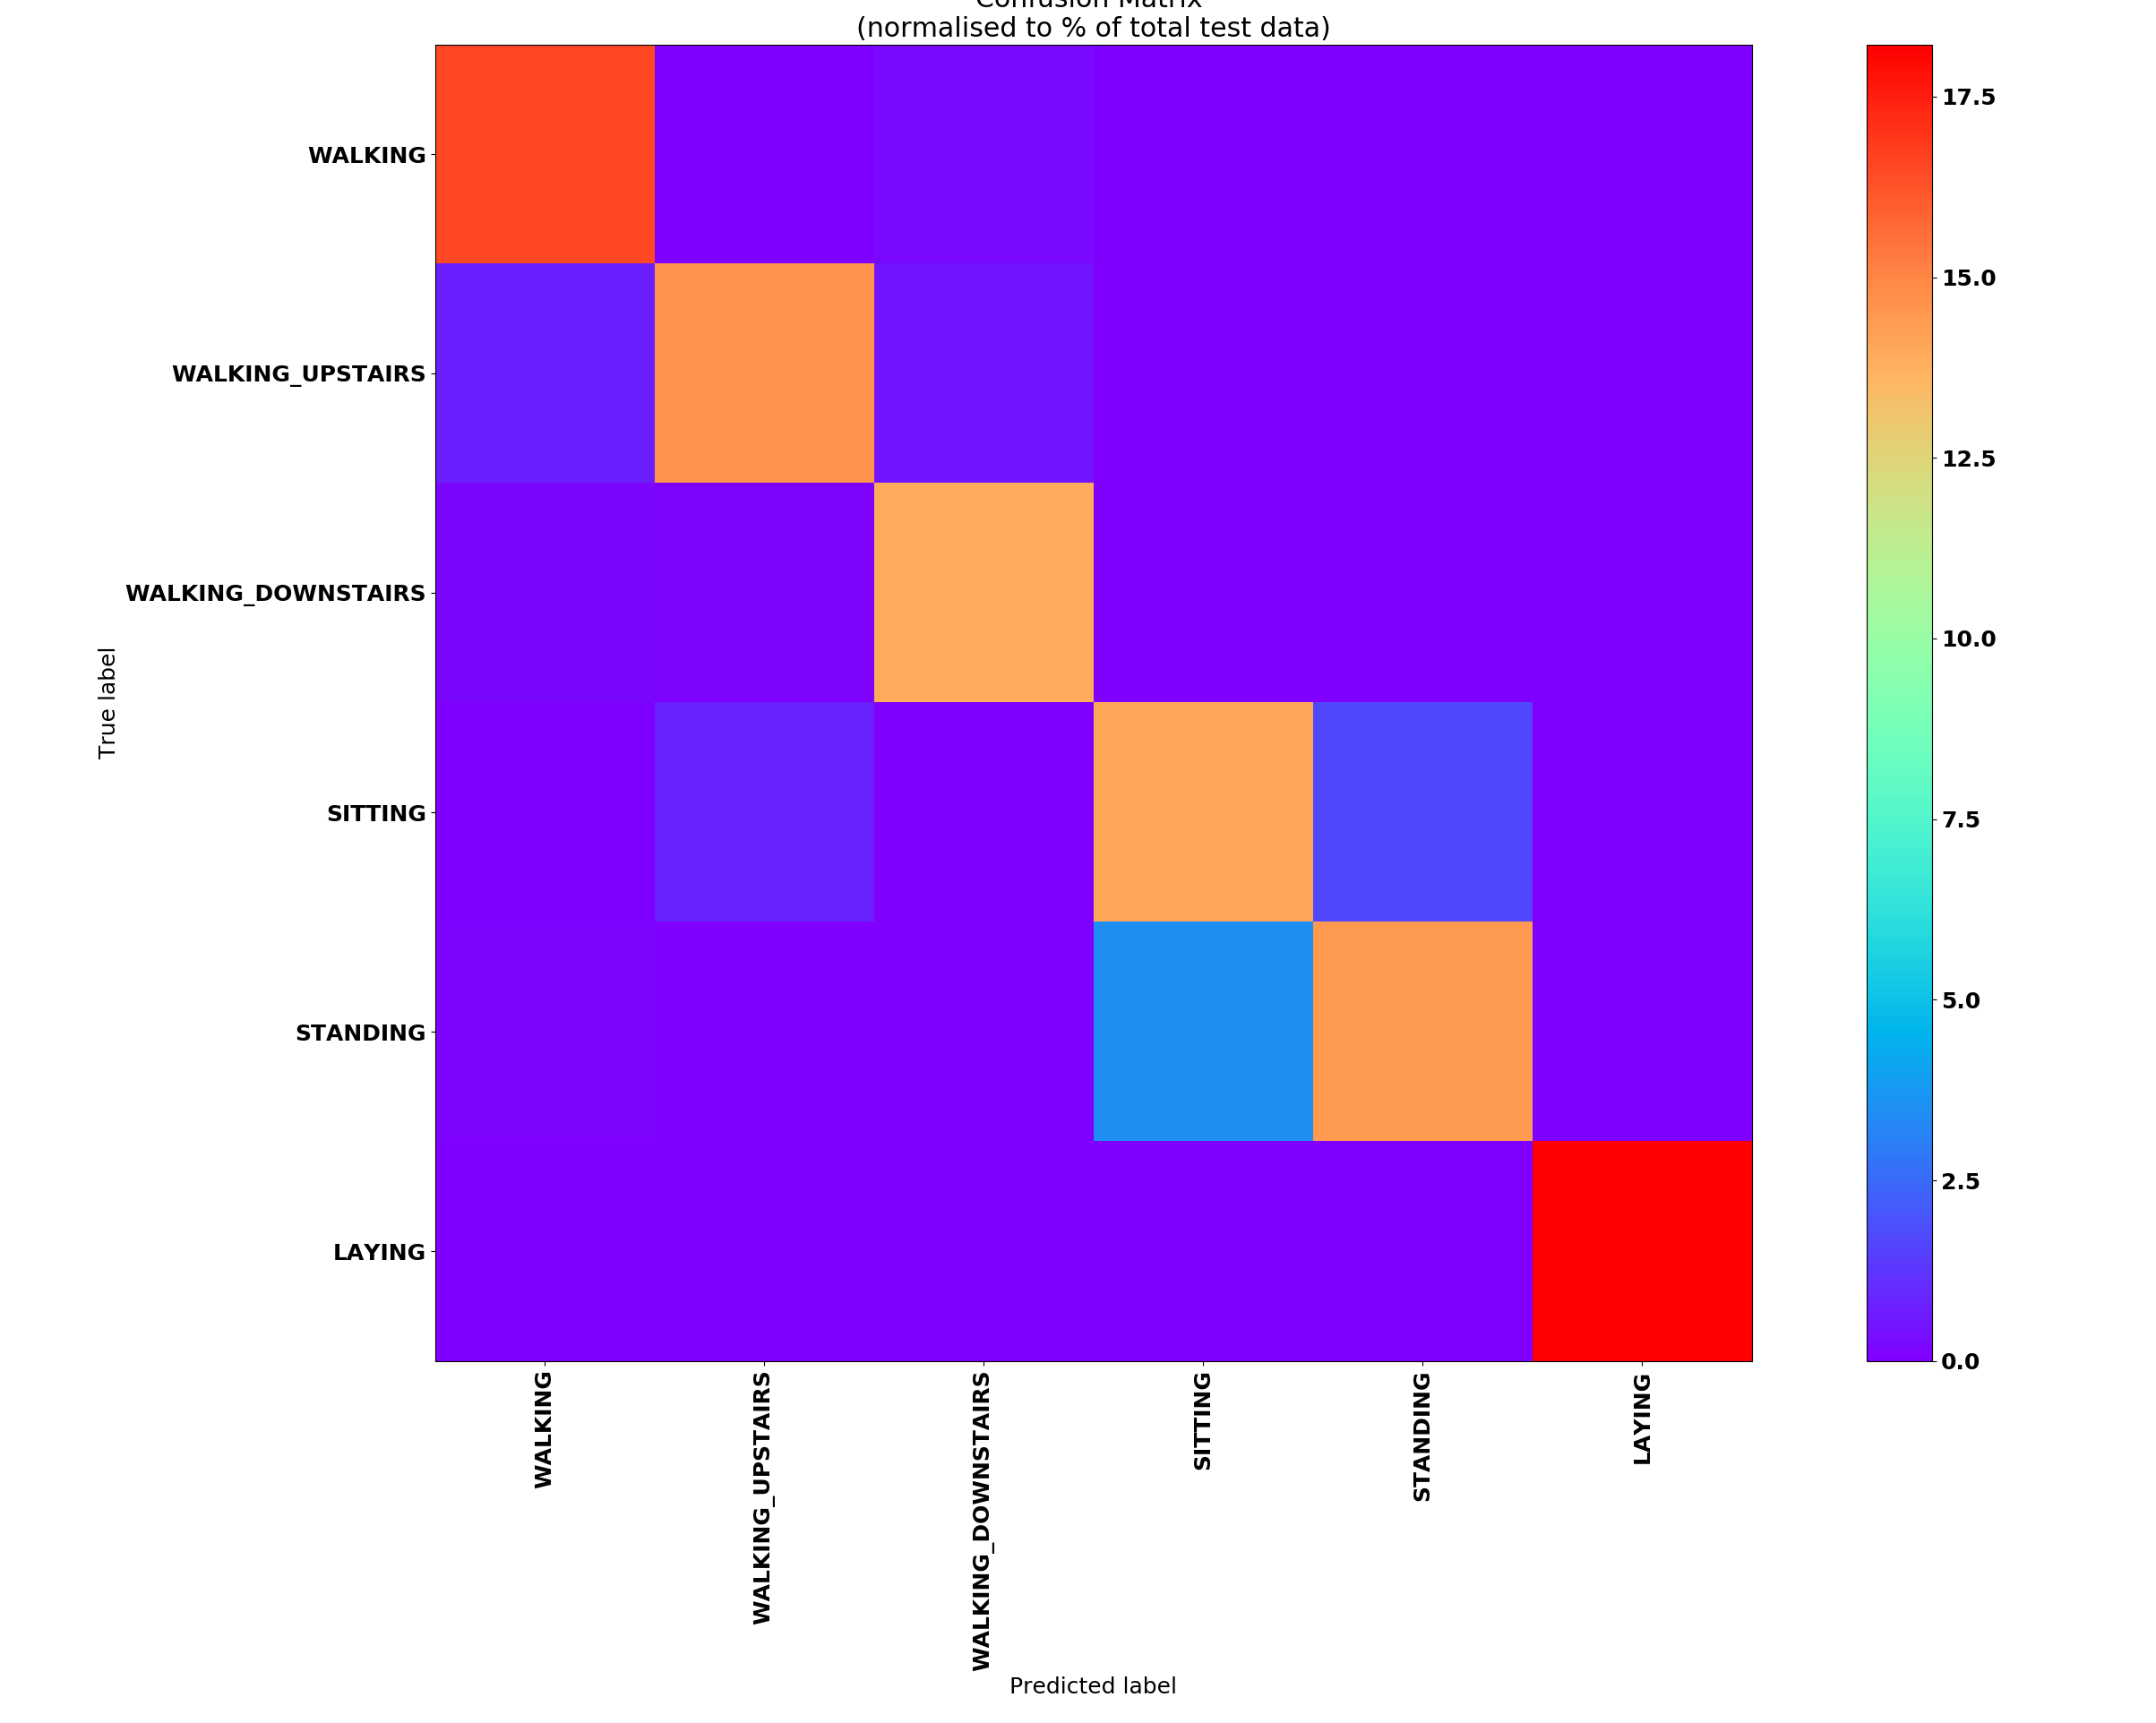 Confusion Matrix
(normalised to % of total test data)
WALKING
WALKING_UPSTAIRS
WALKING_DOWNSTAIRS
SITTING
STANDING
LAYING
True label
WALKING
WALKING_UPSTAIRS
WALKING_DOWNSTAIRS
SITTING
STANDING
LAYING
Predicted label
17.5
15.0
12.5
10.0
7.5
5.0
2.5
0.0